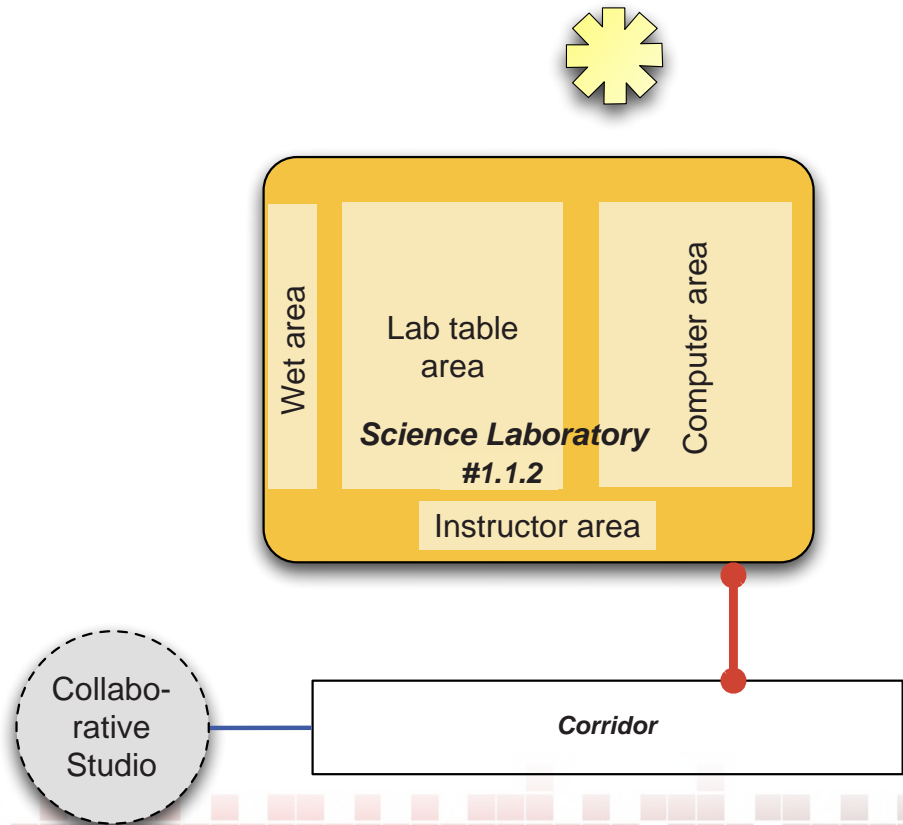 Wet area
Lab table
area
Computer area
Science Laboratory
#1.1.2
Instructor area
Collabo-
rative
Studio
Corridor